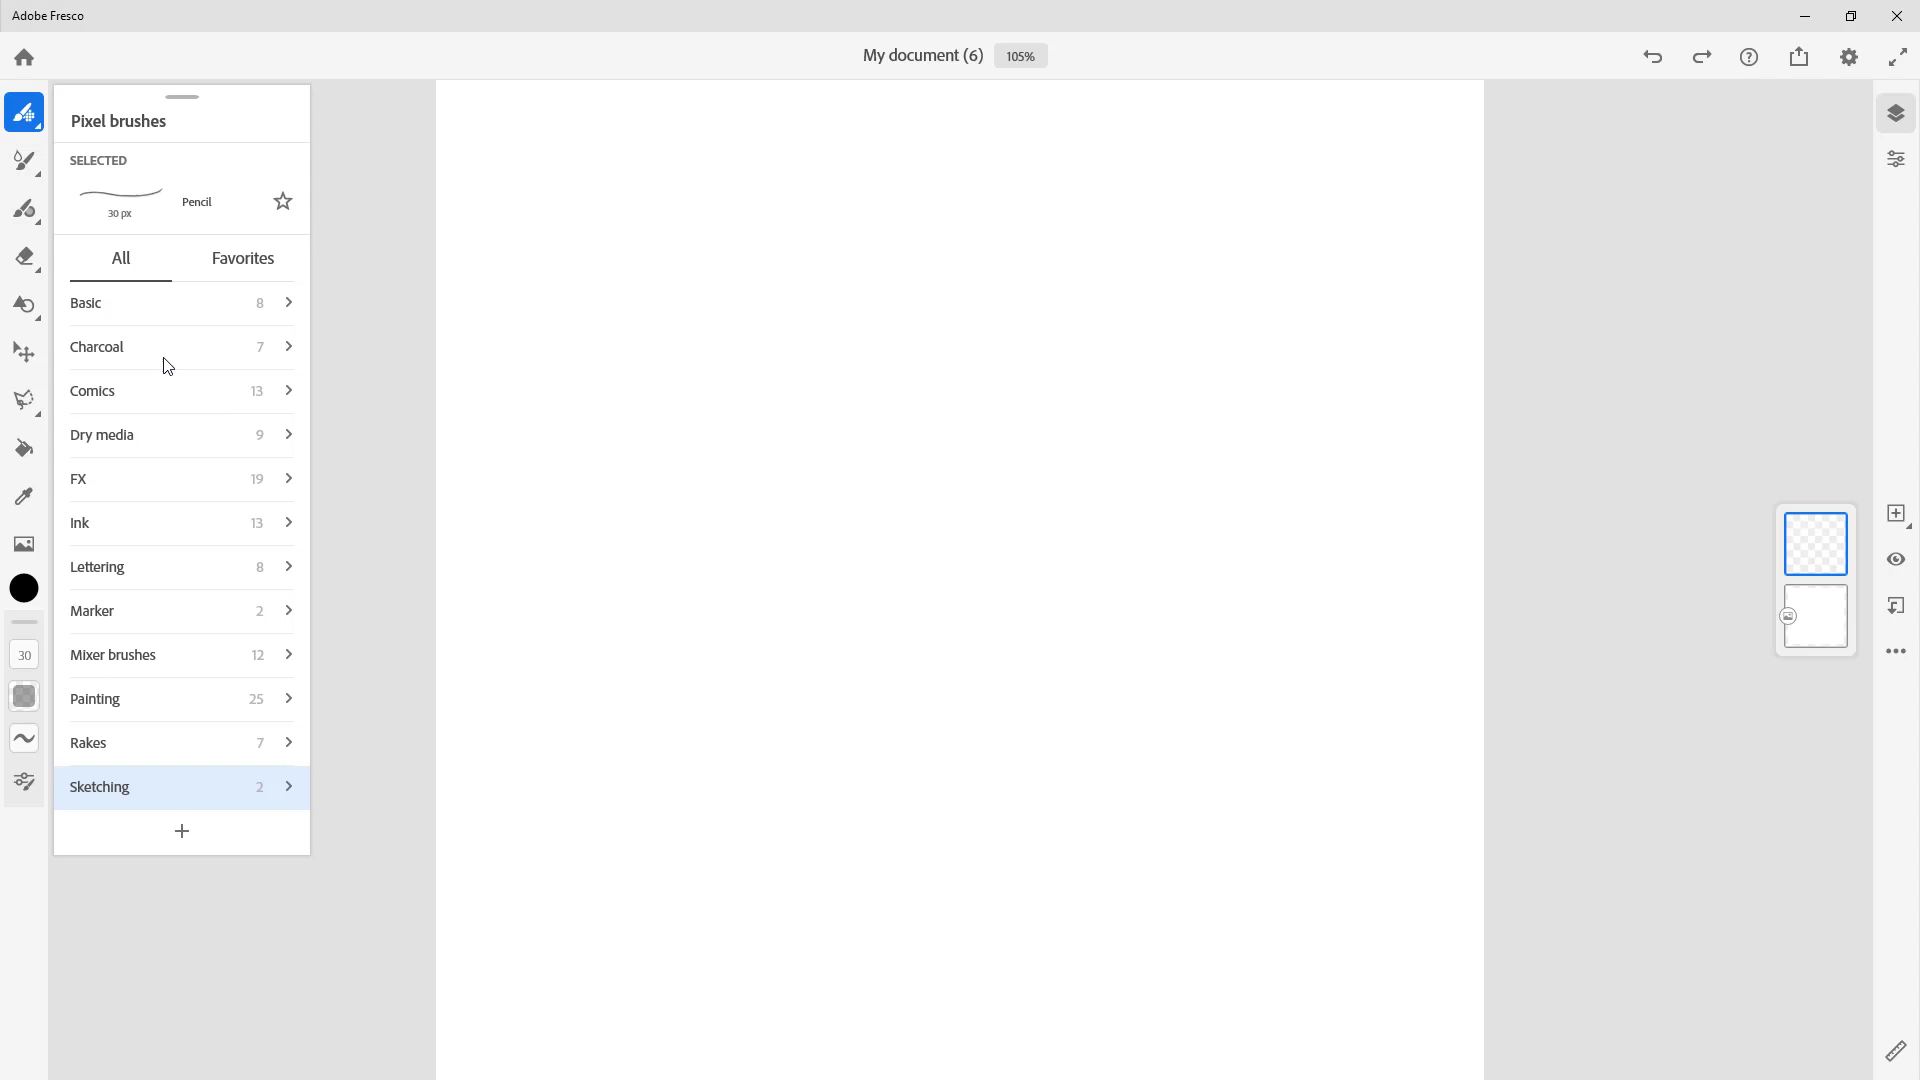 Adobe Fresco
My document (6) 105%
Pixel brushes
SELECTED
30 px
Pencil
All Favorites
Basic 8
Charcoal 7
Comics 13
Dry media 9
FX 19
Ink 13
Lettering 8
Marker 2
Mixer brushes 12
Painting 25
Rakes 7
Sketching 2
30